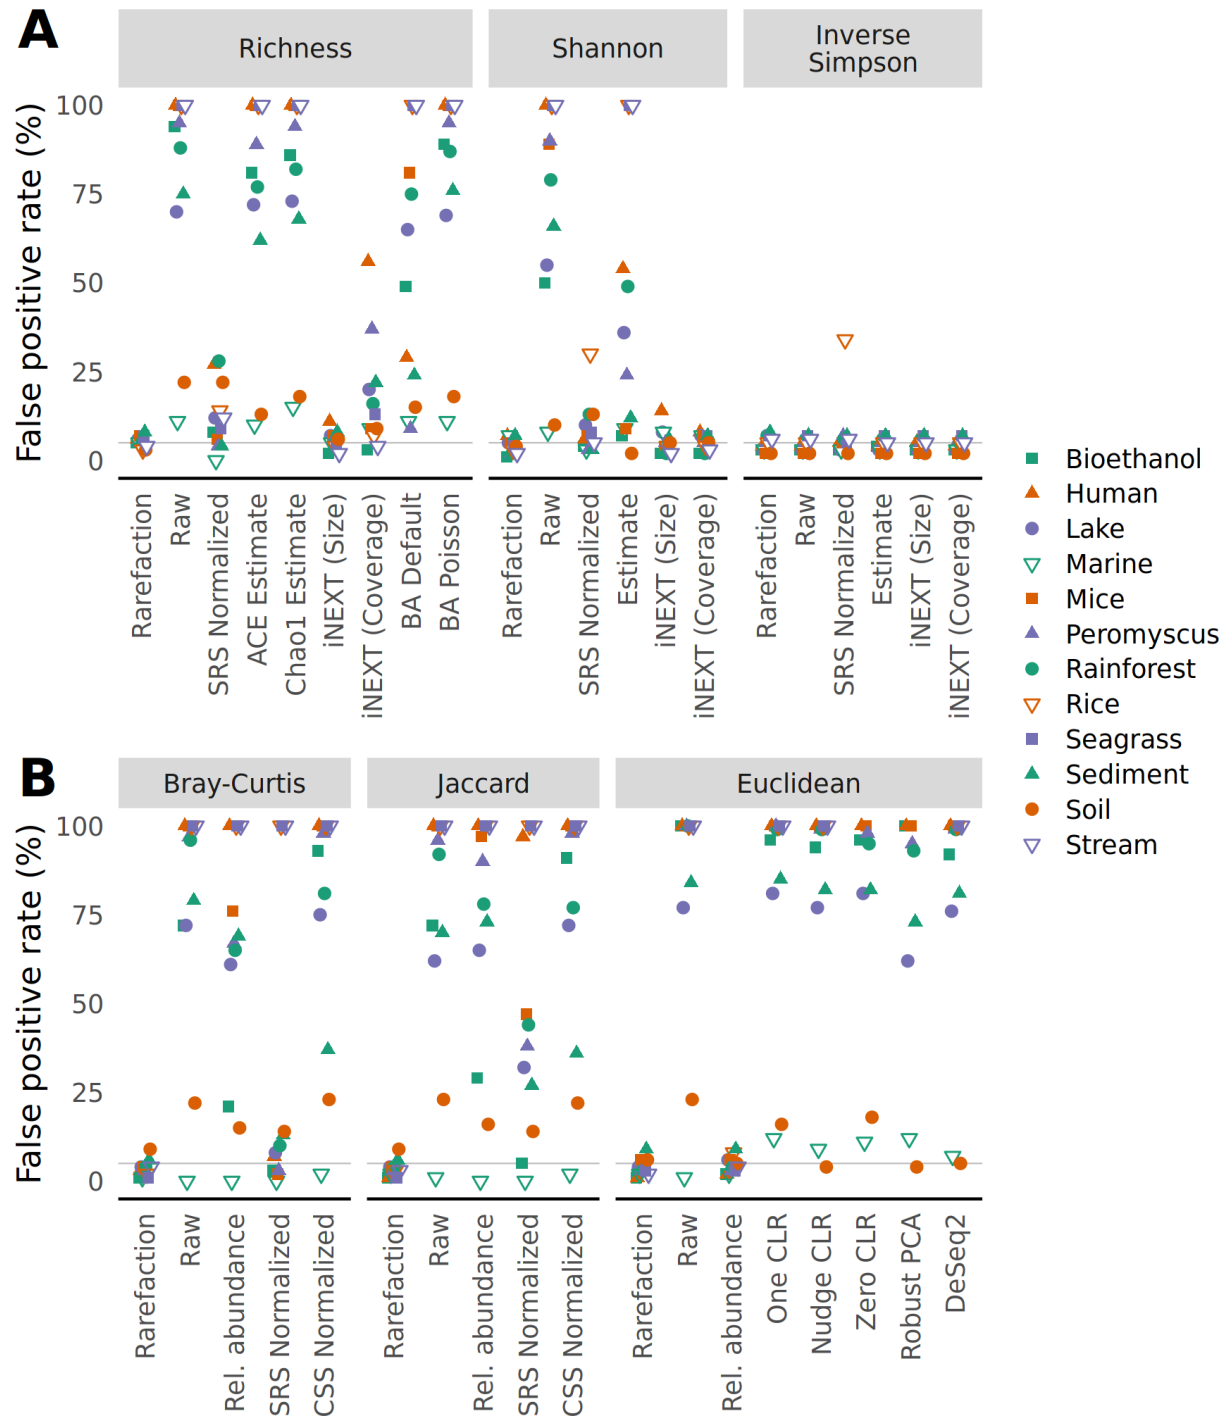 A
Richness
Shannon
Inverse
Simpson
False positive rate (%)
100
75
50
25
0
Rarefaction
Raw
SRS Normalized
ACE Estimate
Chao1 Estimate
iNEXT (Size)
iNEXT (Coverage)
BA Default
BA Poisson
Rarefaction
Raw
SRS Normalized
Estimate
iNEXT (Size)
iNEXT (Coverage)
Rarefaction
Raw
SRS Normalized
Estimate
iNEXT (Size)
iNEXT (Coverage)
Bioethanol
Human
Lake
Marine
Mice
Peromyscus
Rainforest
Rice
Seagrass
Sediment
Soil
Stream
B
Bray-Curtis
Jaccard
Euclidean
False positive rate (%)
100
75
50
25
0
Rarefaction
Raw
Rel. abundance
SRS Normalized
CSS Normalized
Rarefaction
Raw
Rel. abundance
SRS Normalized
CSS Normalized
Rarefaction
Raw
Rel. abundance
One CLR
Nudge CLR
Zero CLR
Robust PCA
DeSeq2